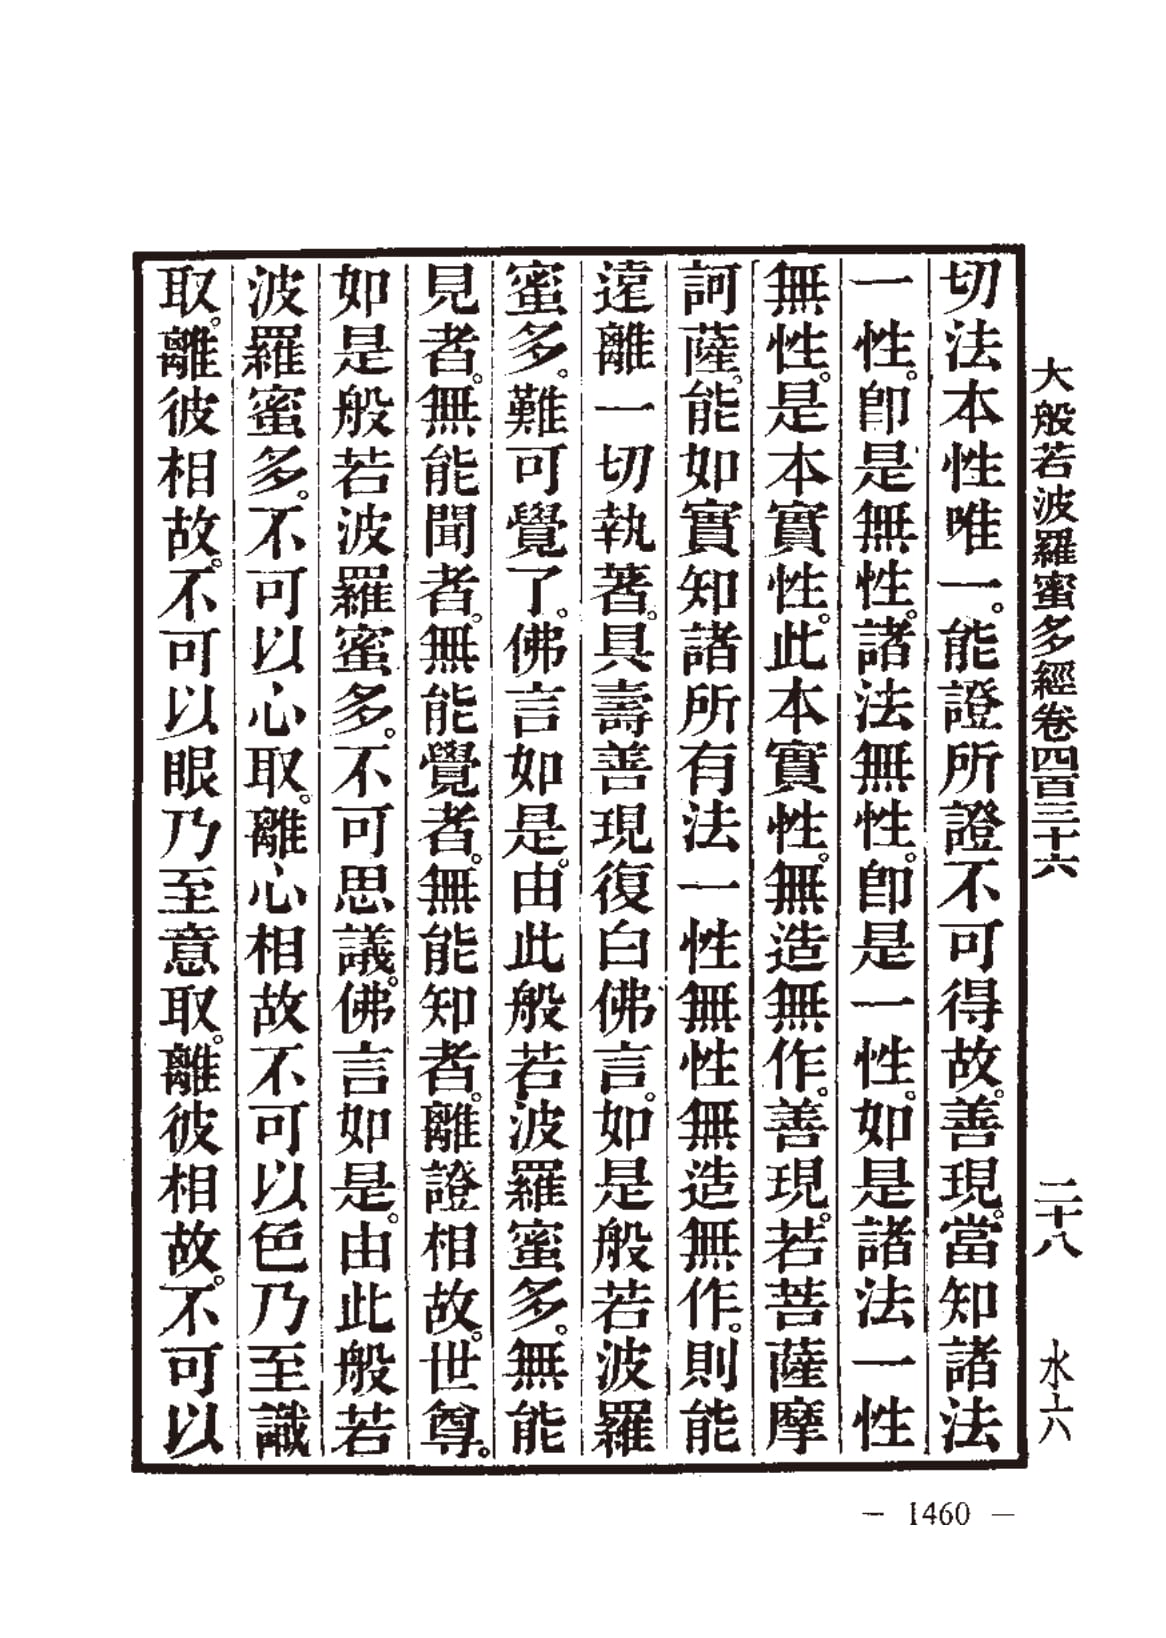 大般若波羅蜜多經卷四百三十六 二十八 水六
切法本性唯一。能證所證不可得故。善現。當知諸法
一性。卽是無性。諸法無性。卽是一性。如是諸法一性
無性。是本實性。此本實性。無造無作。善現。若菩薩摩
訶薩。能如實知諸所有法一性無性無造無作。則能
遠離一切執著。具壽善現復白佛言。如是般若波羅
蜜多。難可覺了。佛言如是。由此般若波羅蜜多。無能
見者。無能聞者。無能覺者。無能知者。離證相故。世尊。
如是般若波羅蜜多。不可思議。佛言如是。由此般若
波羅蜜多。不可以心取。離心相故不可以色乃至識
取。離彼相故。不可以眼乃至意取。離彼相故。不可以
— 1460 —